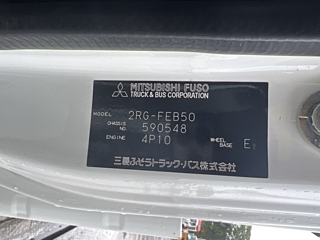 MITSUBISHI FUSO
TRUCK & BUS CORPORATION
MODEL 2RG-FEB50
CHASSIS NO. 590548
ENGINE 4P10 WHEEL BASE E2
三菱ふそうトラック・バス株式会社